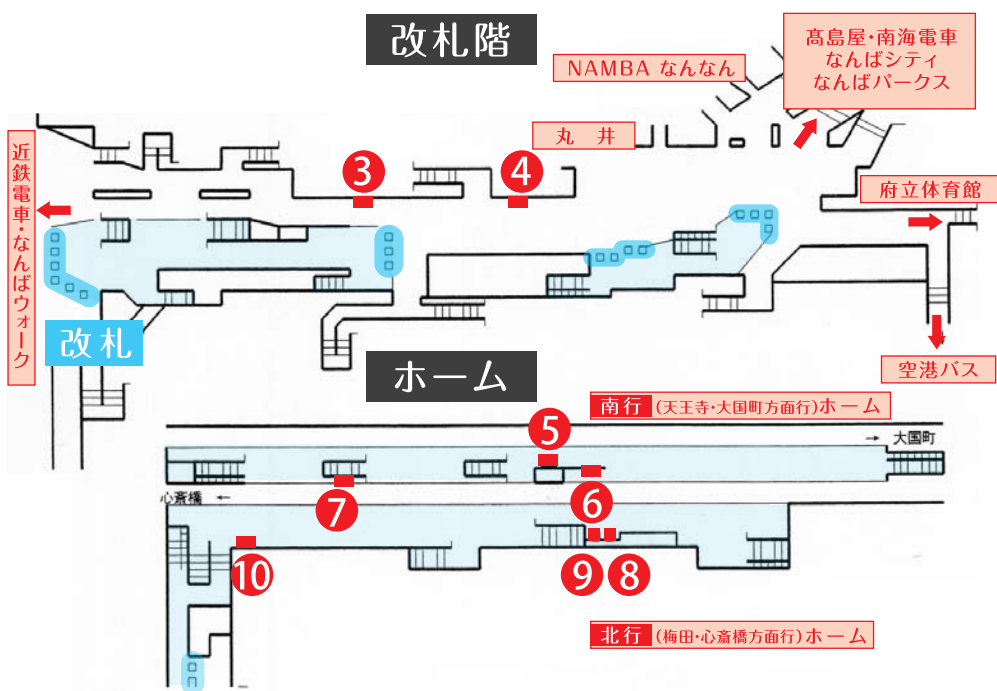 改札階
NAMBA なんなん
髙島屋・南海電車
なんばシティ
なんばパークス
丸井
近鉄電車・なんばウォーク
3
4
府立体育館
改札
空港バス
ホーム
南行(天王寺・大国町方面行)ホーム
5
→ 大国町
心斎橋 ←
7
6
10
9
8
北行(梅田・心斎橋方面行)ホーム